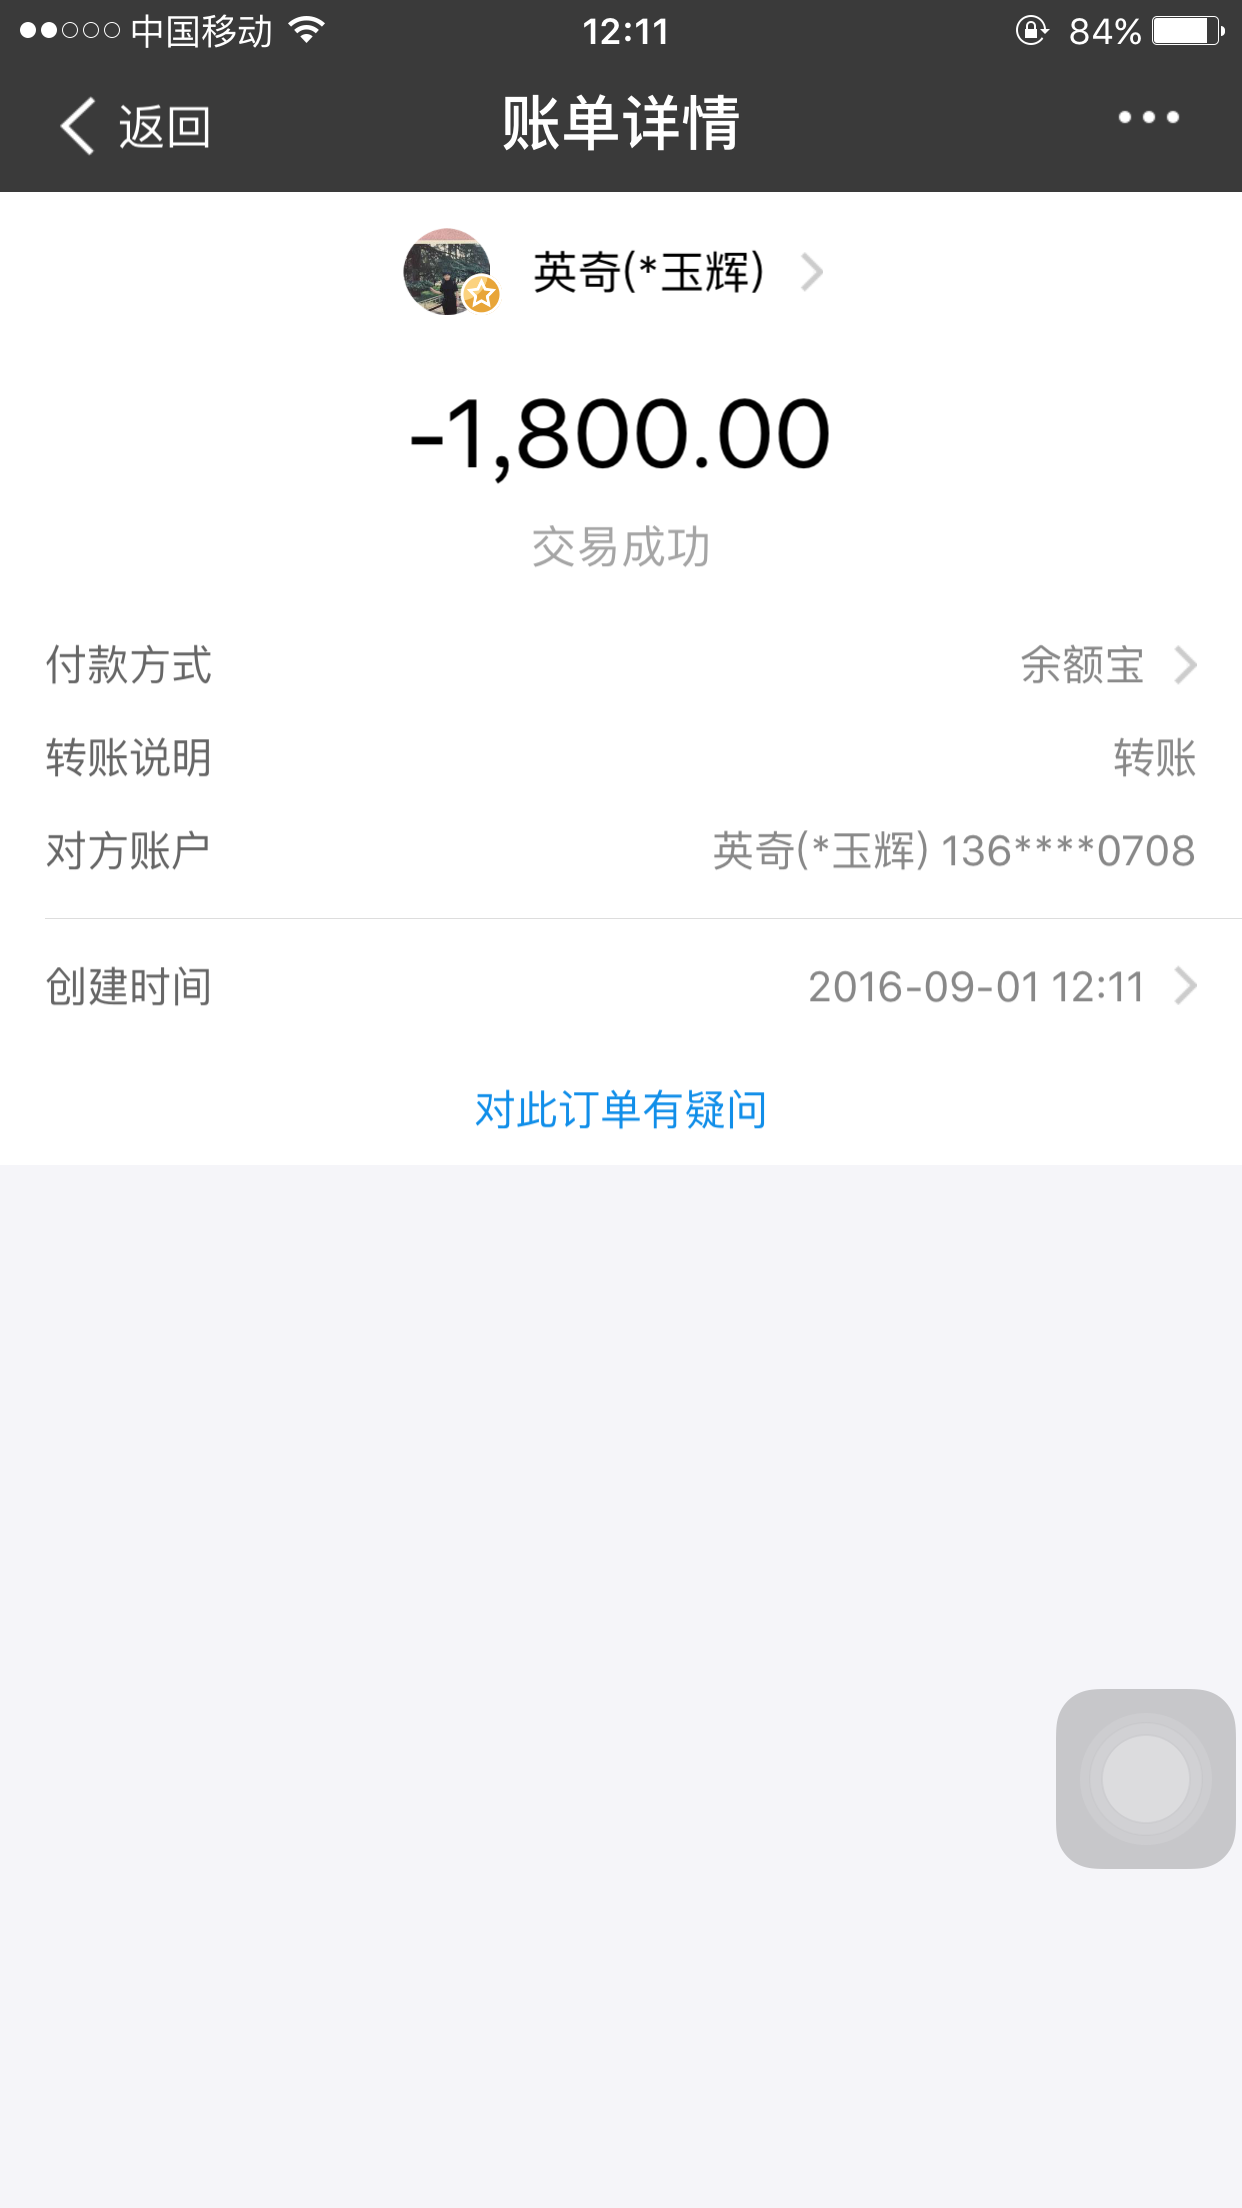 中国移动 12:11 84%
返回 账单详情
英奇(*玉辉)
-1,800.00
交易成功
付款方式 余额宝
转账说明 转账
对方账户 英奇(*玉辉) 136****0708
创建时间 2016-09-01 12:11
对此订单有疑问